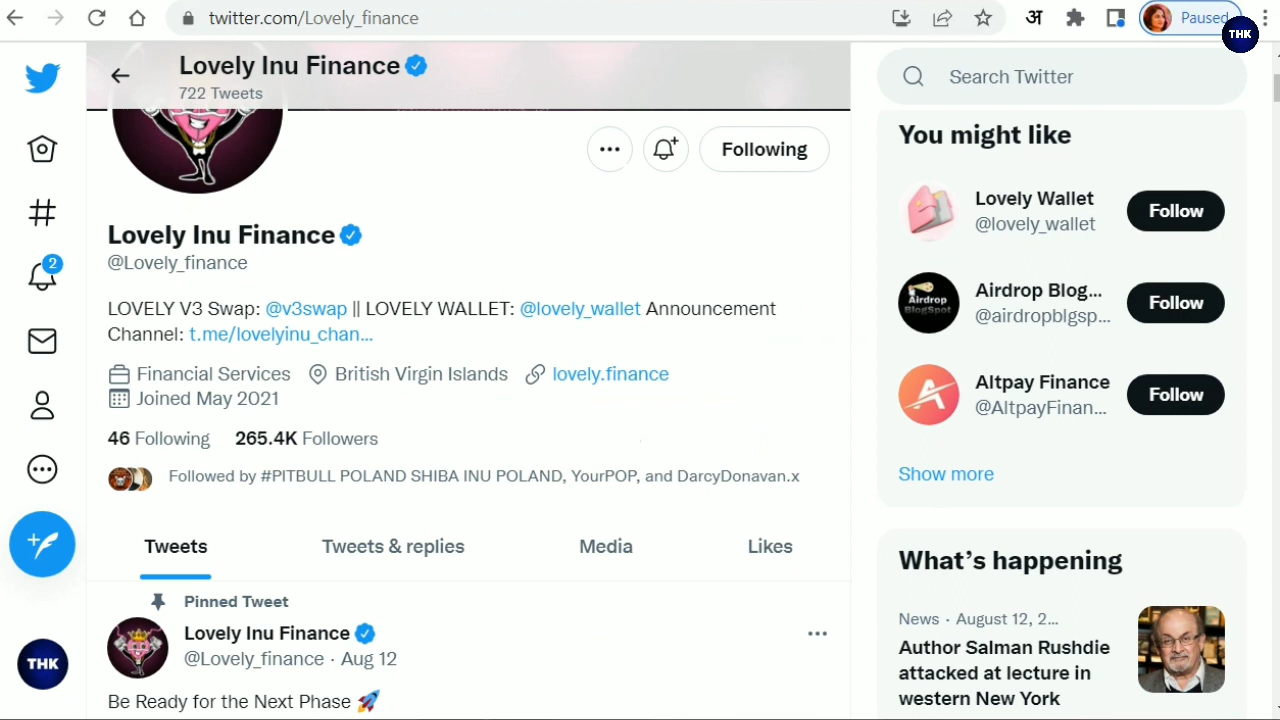 twitter.com/Lovely_finance
अ
Paused
THK
Lovely Inu Finance
722 Tweets
Following
Lovely Inu Finance
@Lovely_finance
LOVELY V3 Swap: @v3swap || LOVELY WALLET: @lovely_wallet Announcement
Channel: t.me/lovelyinu_chan...
Financial Services
British Virgin Islands
lovely.finance
Joined May 2021
46 Following
265.4K Followers
Followed by #PITBULL POLAND SHIBA INU POLAND, YourPOP, and DarcyDonavan.x
Tweets
Tweets & replies
Media
Likes
Pinned Tweet
Lovely Inu Finance
@Lovely_finance · Aug 12
Be Ready for the Next Phase 🚀
2
THK
Search Twitter
You might like
Lovely Wallet
@lovely_wallet
Follow
Airdrop
BlogSpot
Airdrop Blog...
@airdropblgsp...
Follow
Altpay Finance
@AltpayFinan...
Follow
Show more
What's happening
News · August 12, 2...
Author Salman Rushdie
attacked at lecture in
western New York